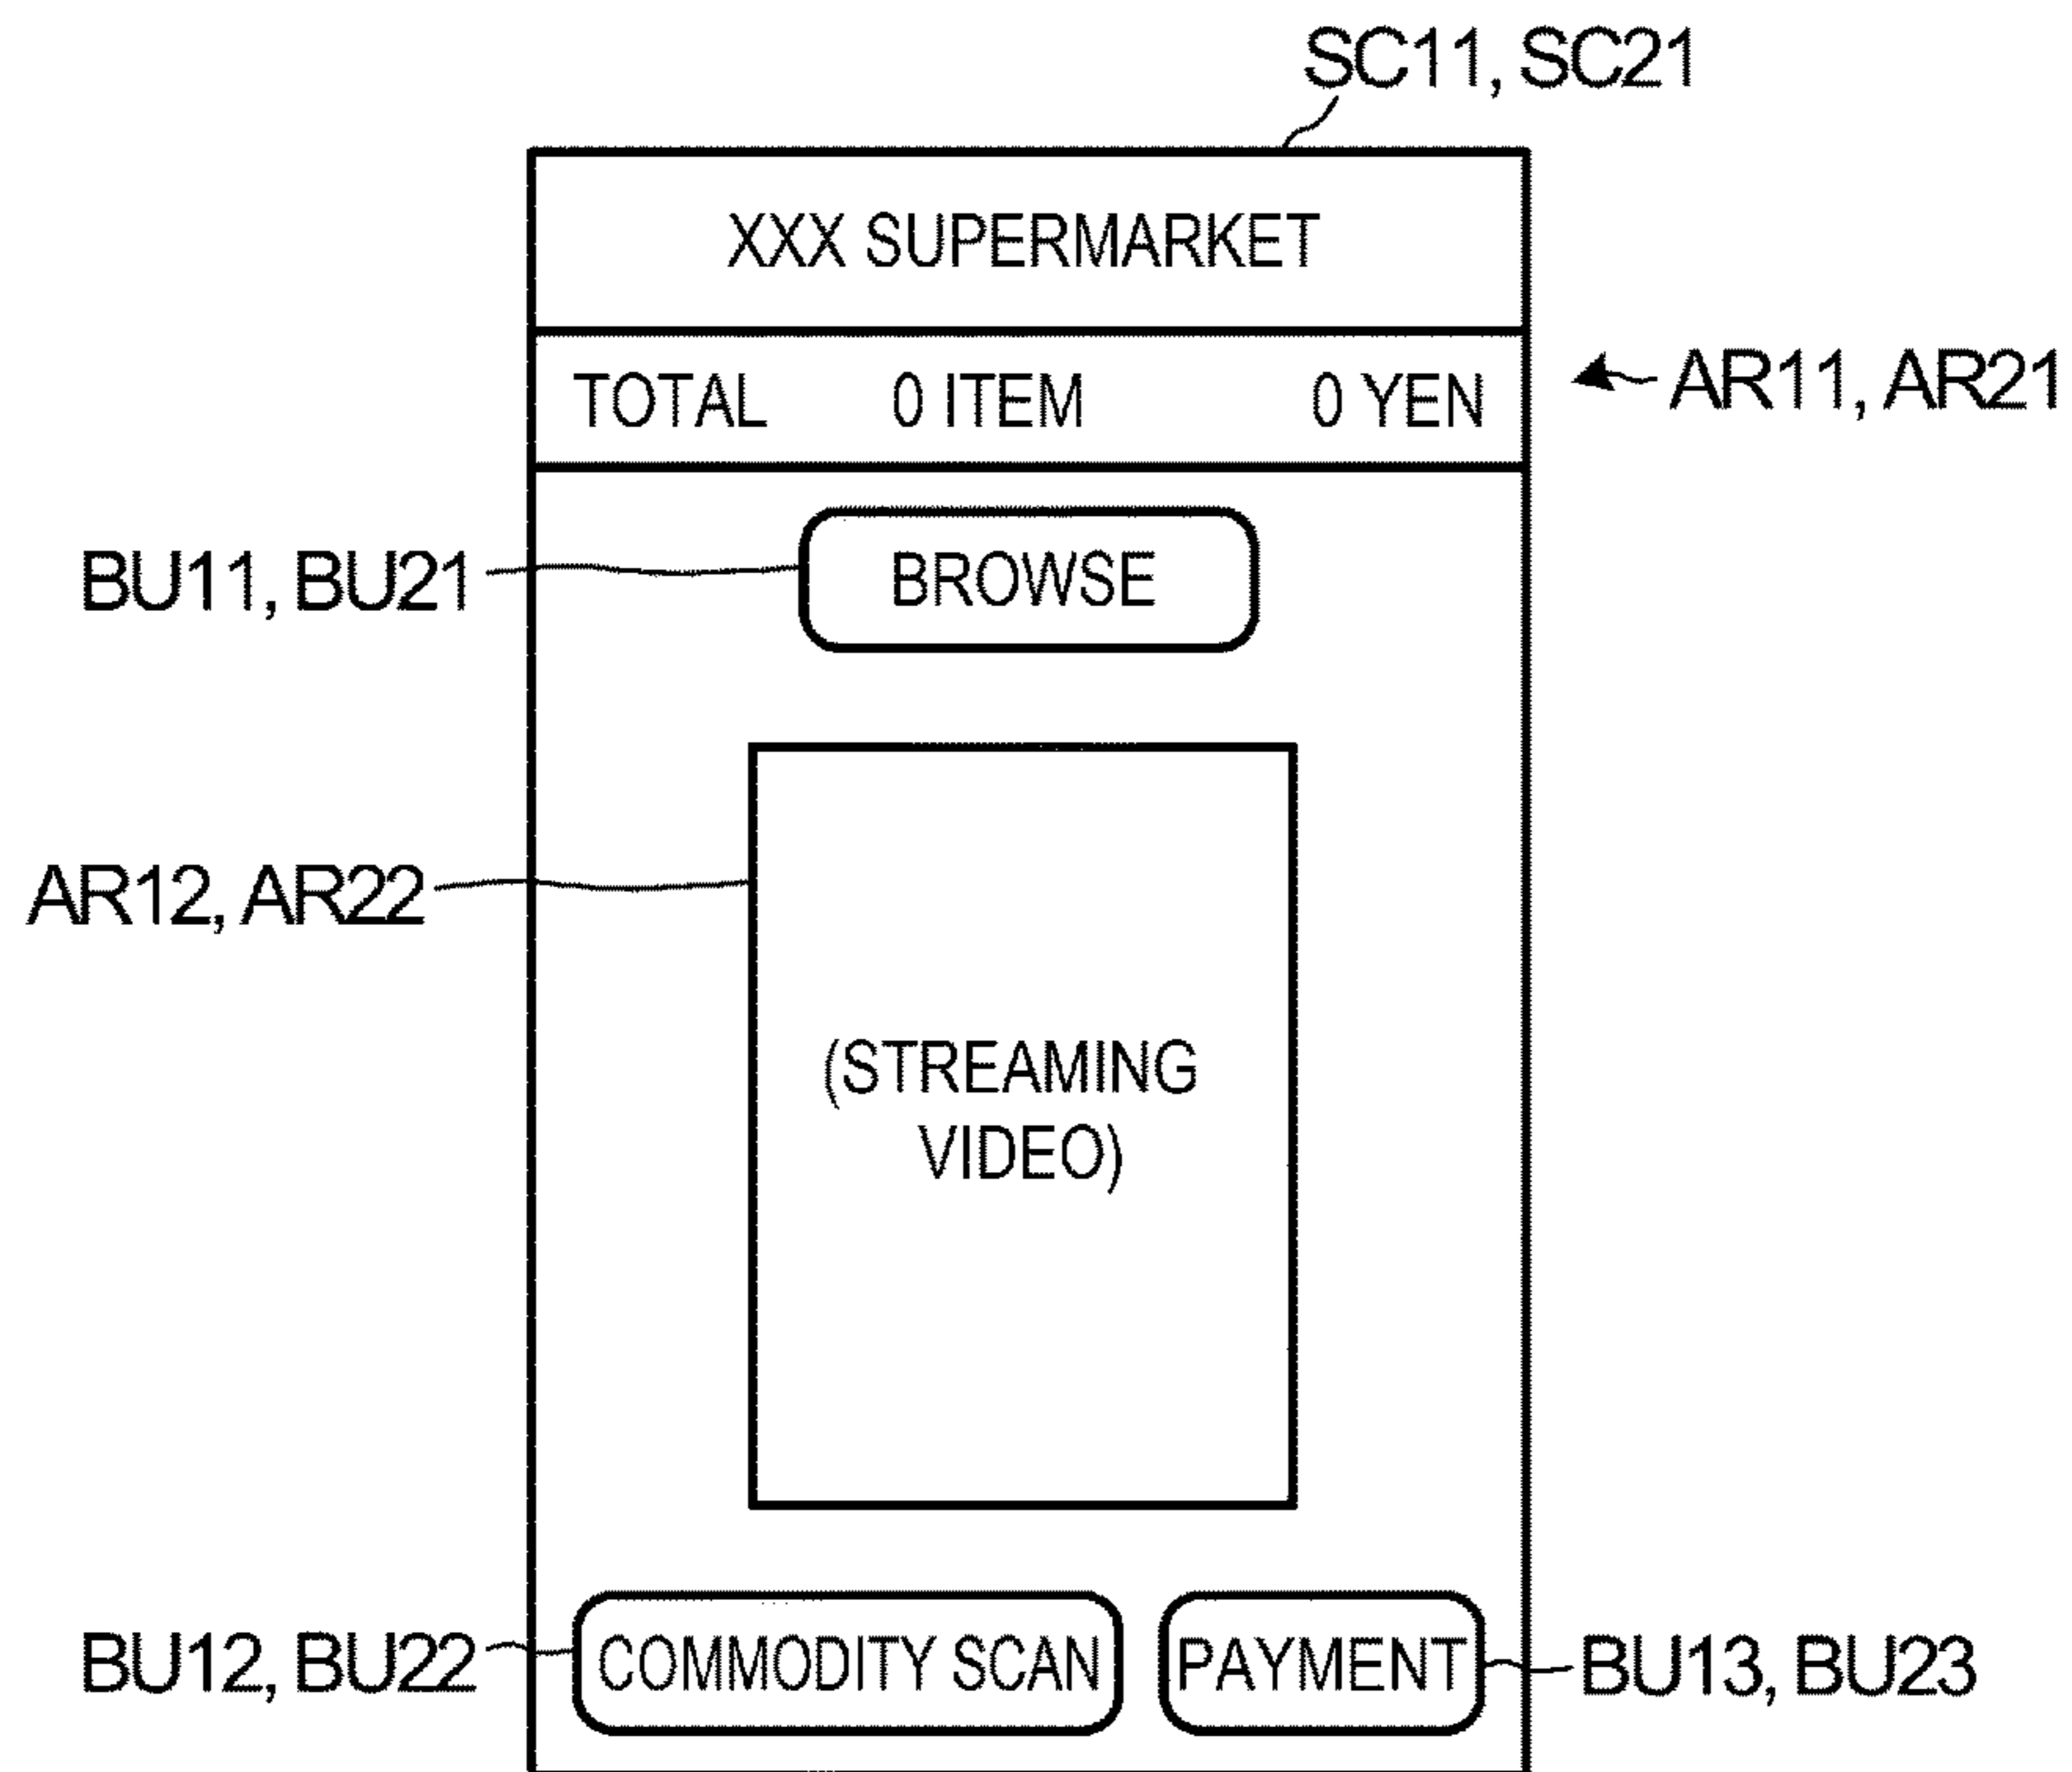 SC11, SC21
XXX SUPERMARKET
TOTAL 0 ITEM 0 YEN
AR11, AR21
BU11, BU21
BROWSE
AR12, AR22
(STREAMING
VIDEO)
BU12, BU22
COMMODITY SCAN
PAYMENT
BU13, BU23